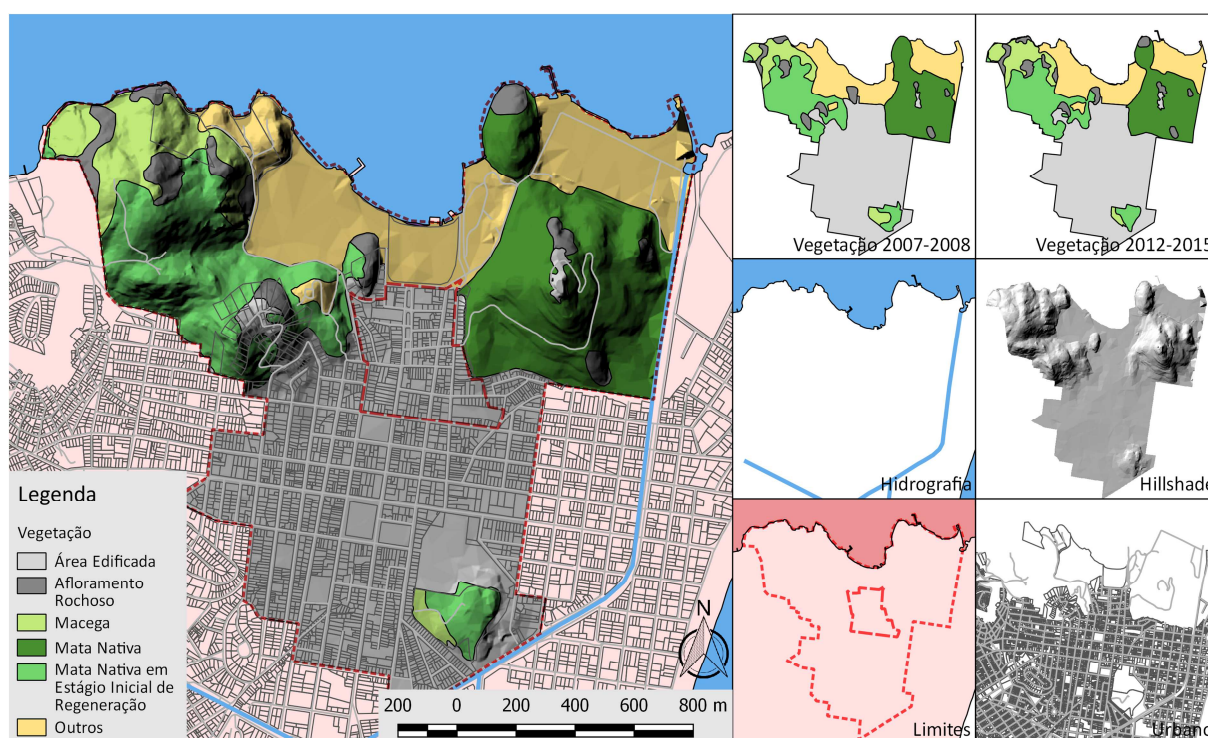 Legenda
Vegetação
Área Edificada
Afloramento
Rochoso
Macega
Mata Nativa
Mata Nativa em
Estágio Inicial de
Regeneração
Outros
N
200 0 200 400 600 800 m
Vegetação 2007-2008
Vegetação 2012-2015
Hidrografia
Hillshade
Limites
Urbano